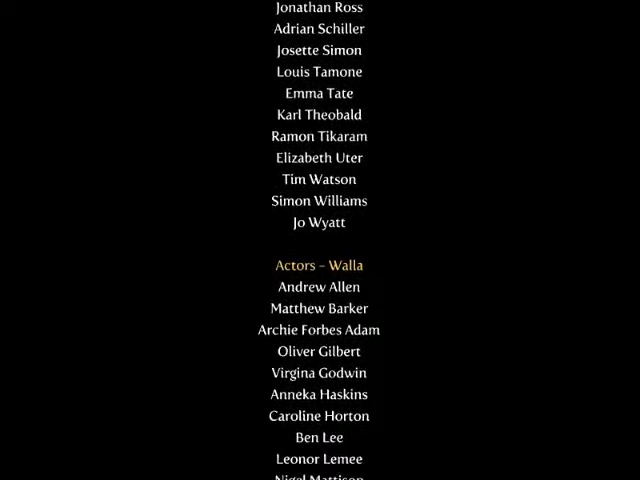 Jonathan Ross
Adrian Schiller
Josette Simon
Louis Tamone
Emma Tate
Karl Theobald
Ramon Tikaram
Elizabeth Uter
Tim Watson
Simon Williams
Jo Wyatt
Actors – Walla
Andrew Allen
Matthew Barker
Archie Forbes Adam
Oliver Gilbert
Virgina Godwin
Anneka Haskins
Caroline Horton
Ben Lee
Leonor Lemee
Nigel Mattison